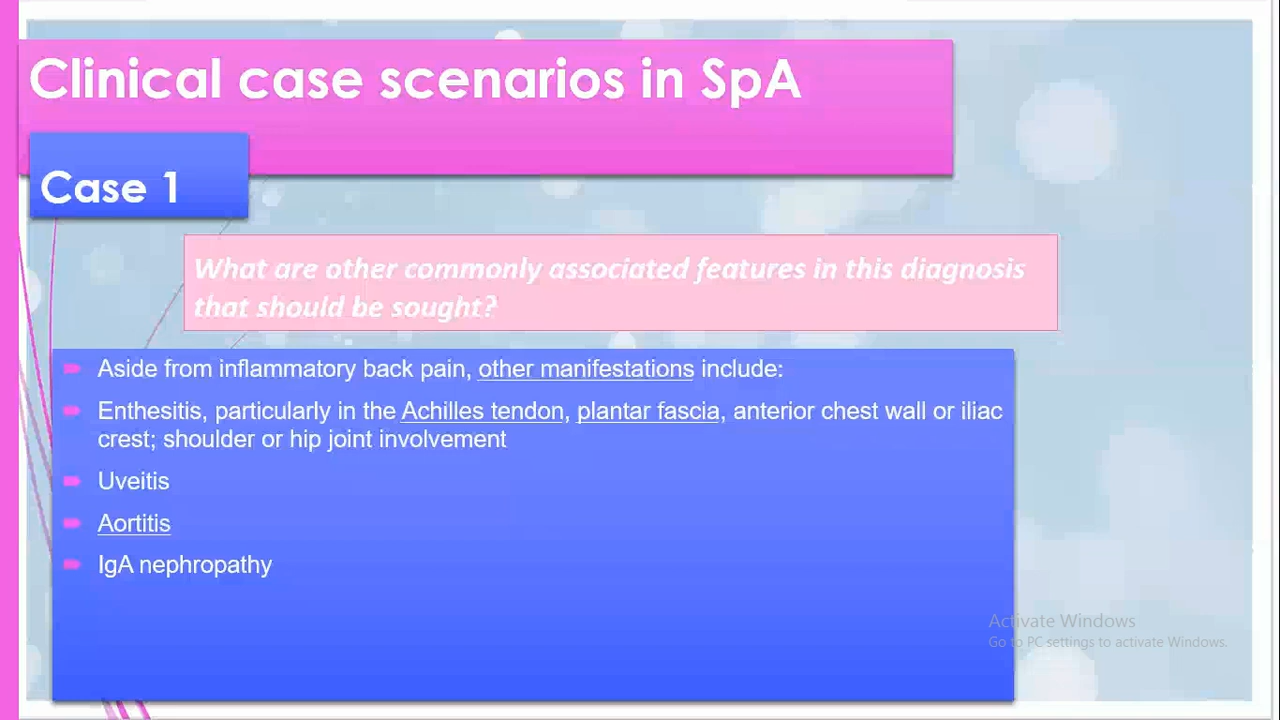 Clinical case scenarios in SpA
Case 1
What are other commonly associated features in this diagnosis
that should be sought?
Aside from inflammatory back pain, other manifestations include:
Enthesitis, particularly in the Achilles tendon, plantar fascia, anterior chest wall or iliac
crest; shoulder or hip joint involvement
Uveitis
Aortitis
IgA nephropathy
Activate Windows
Go to PC settings to activate Windows.